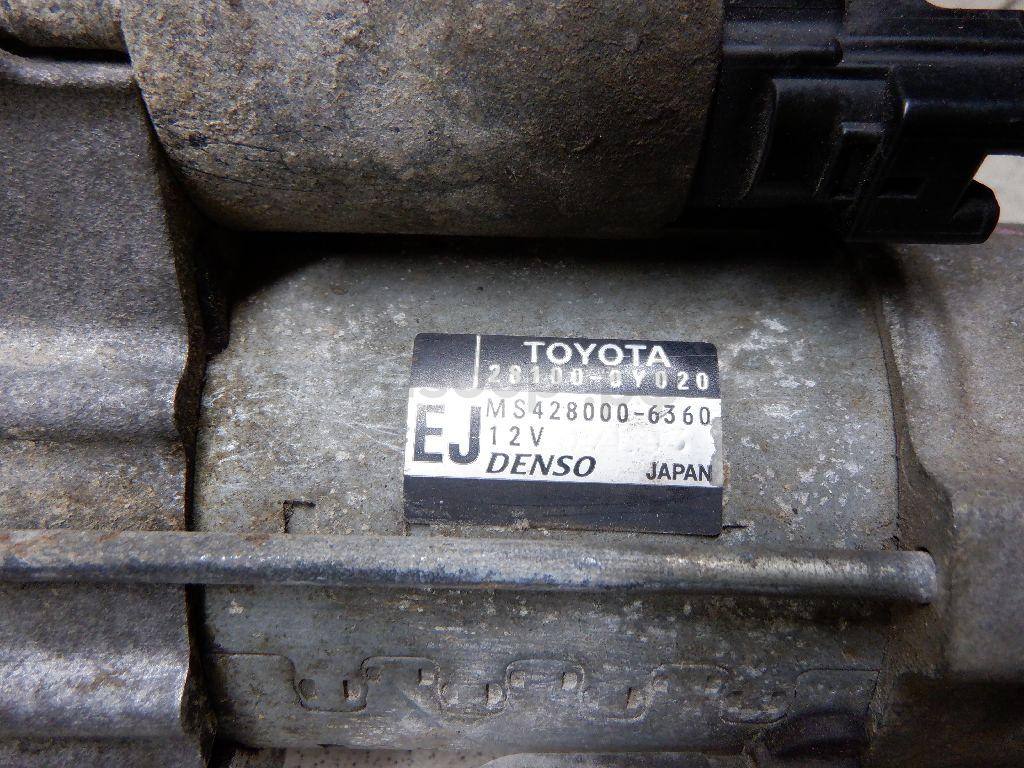 TOYOTA
28100-0Y020
EJ
MS428000-6360
12V
DENSO JAPAN